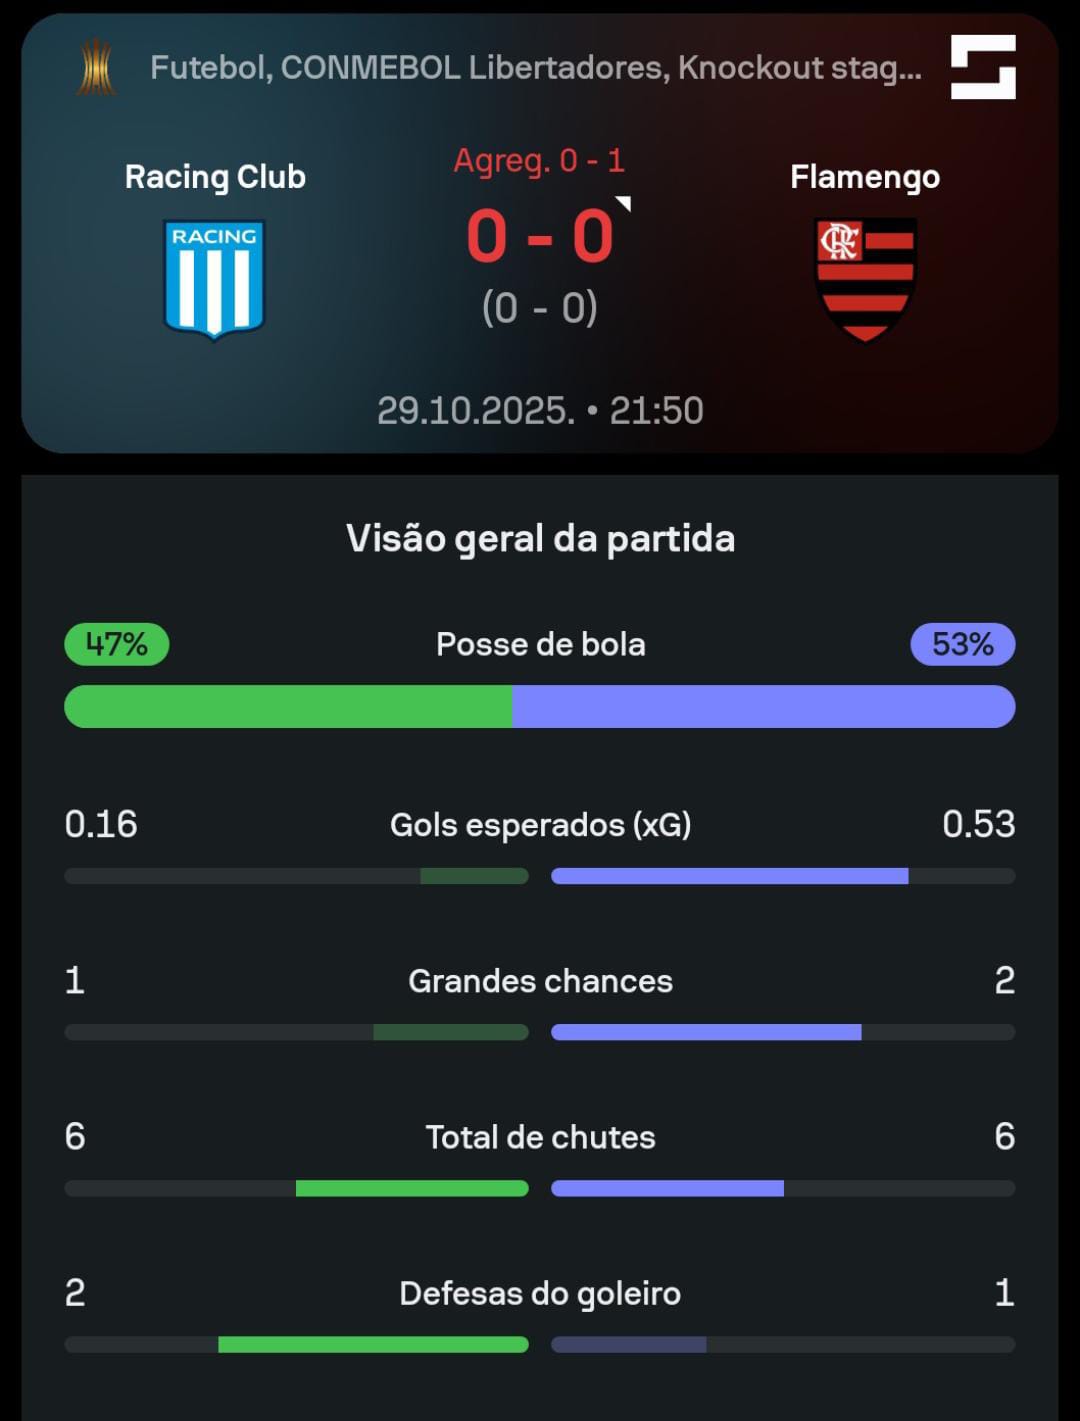 Futebol, CONMEBOL Libertadores, Knockout stag...
Agreg. 0 - 1
Racing Club
Flamengo
RACING
CRF
0 - 0
(0 - 0)
29.10.2025. • 21:50
Visão geral da partida
47% Posse de bola 53%
0.16 Gols esperados (xG) 0.53
1 Grandes chances 2
6 Total de chutes 6
2 Defesas do goleiro 1